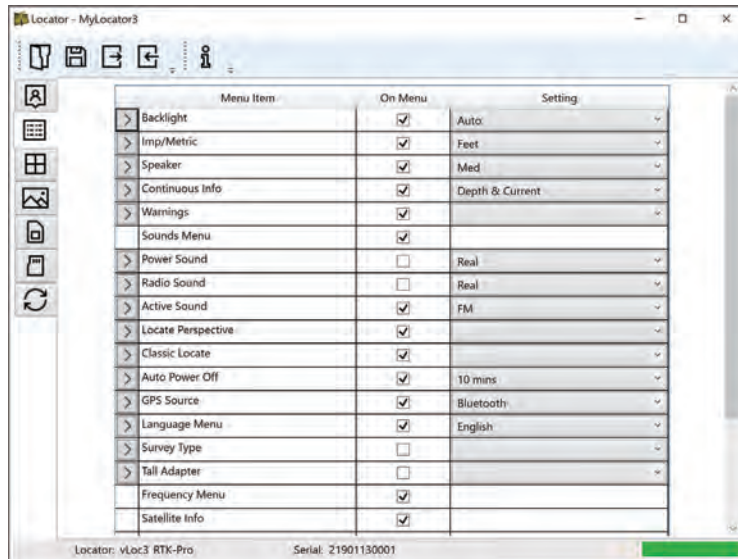 Locator - MyLocator3
Menu Item On Menu Setting
Backlight Auto
Imp/Metric Feet
Speaker Med
Continuous Info Depth & Current
Warnings
Sounds Menu
Power Sound Real
Radio Sound Real
Active Sound FM
Locate Perspective
Classic Locate
Auto Power Off 10 mins
GPS Source Bluetooth
Language Menu English
Survey Type
Tall Adapter
Frequency Menu
Satellite Info
Locator: vLoc3 RTK-Pro Serial: 21901130001